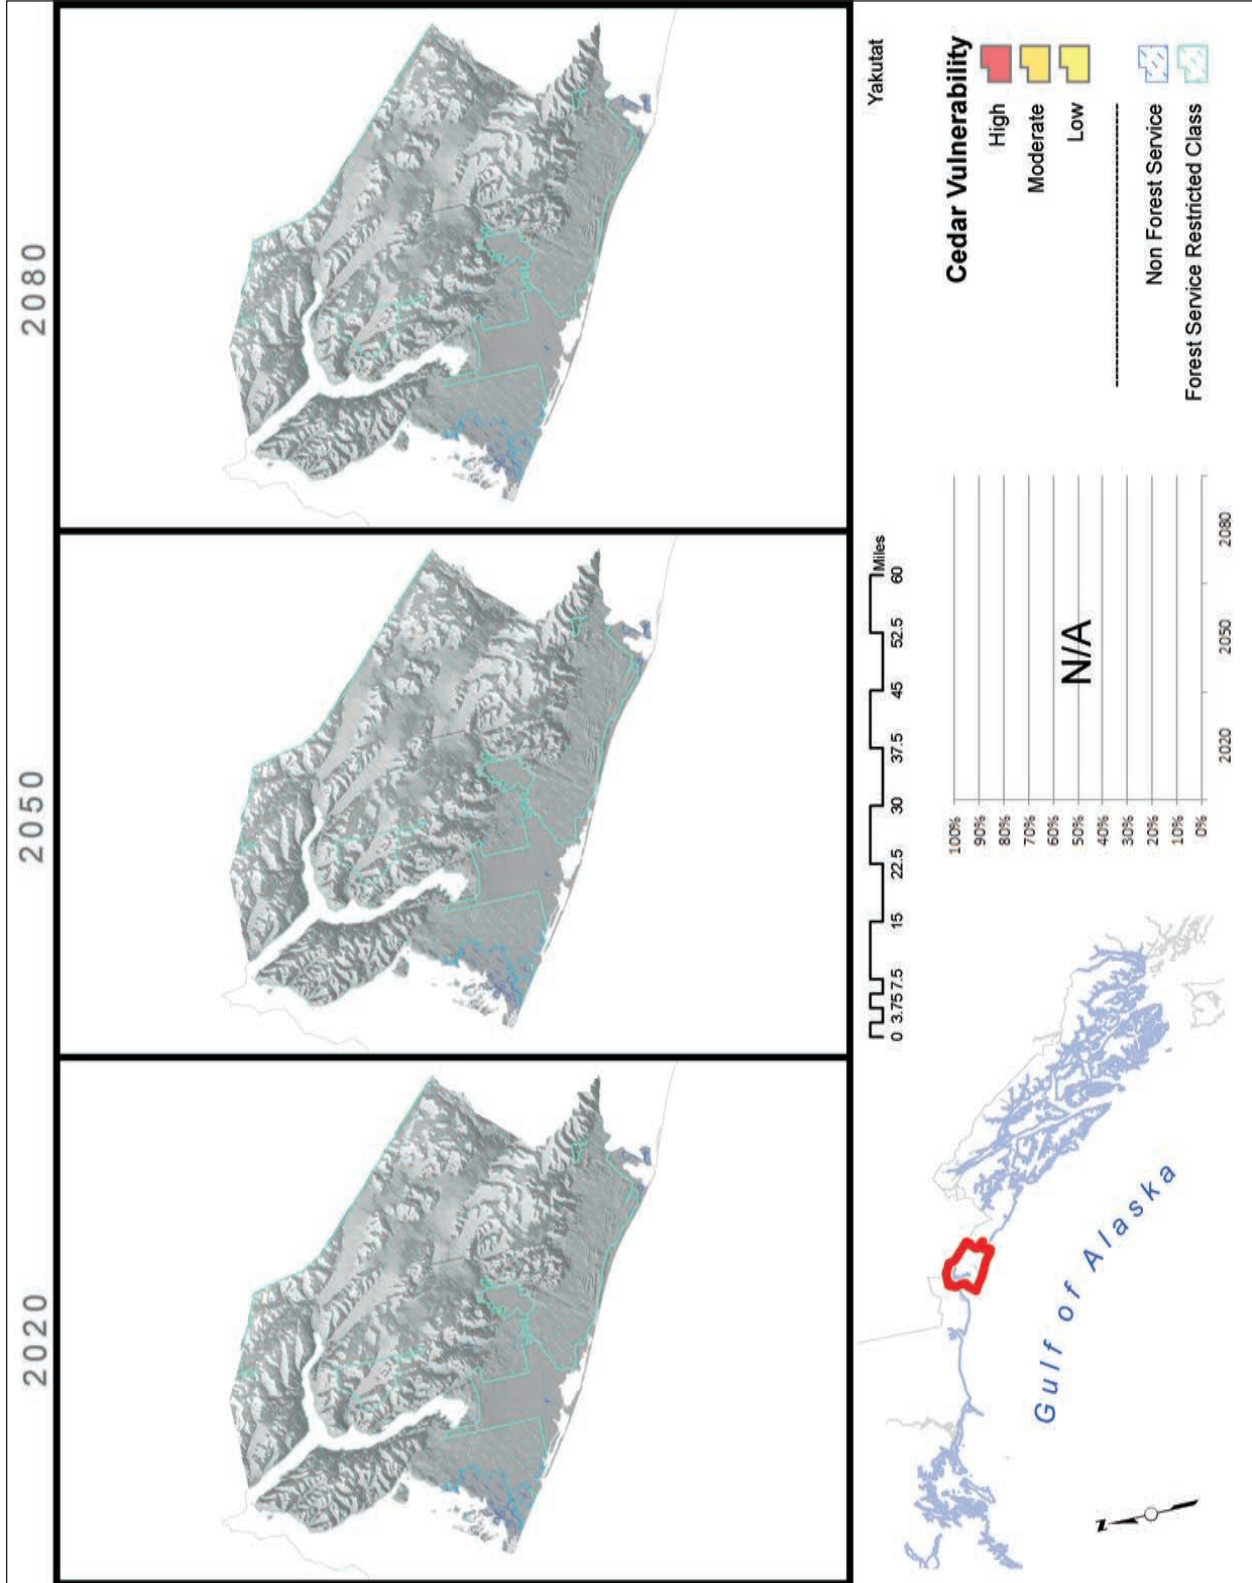 2020
2050
2080
Gulf of Alaska
N
0 3.75 7.5 15 22.5 30 37.5 45 52.5 60
Miles
100%
90%
80%
70%
60%
50%
40%
30%
20%
10%
0%
N/A
2020 2050 2080
Yakutat
Cedar Vulnerability
High
Moderate
Low
Non Forest Service
Forest Service Restricted Class